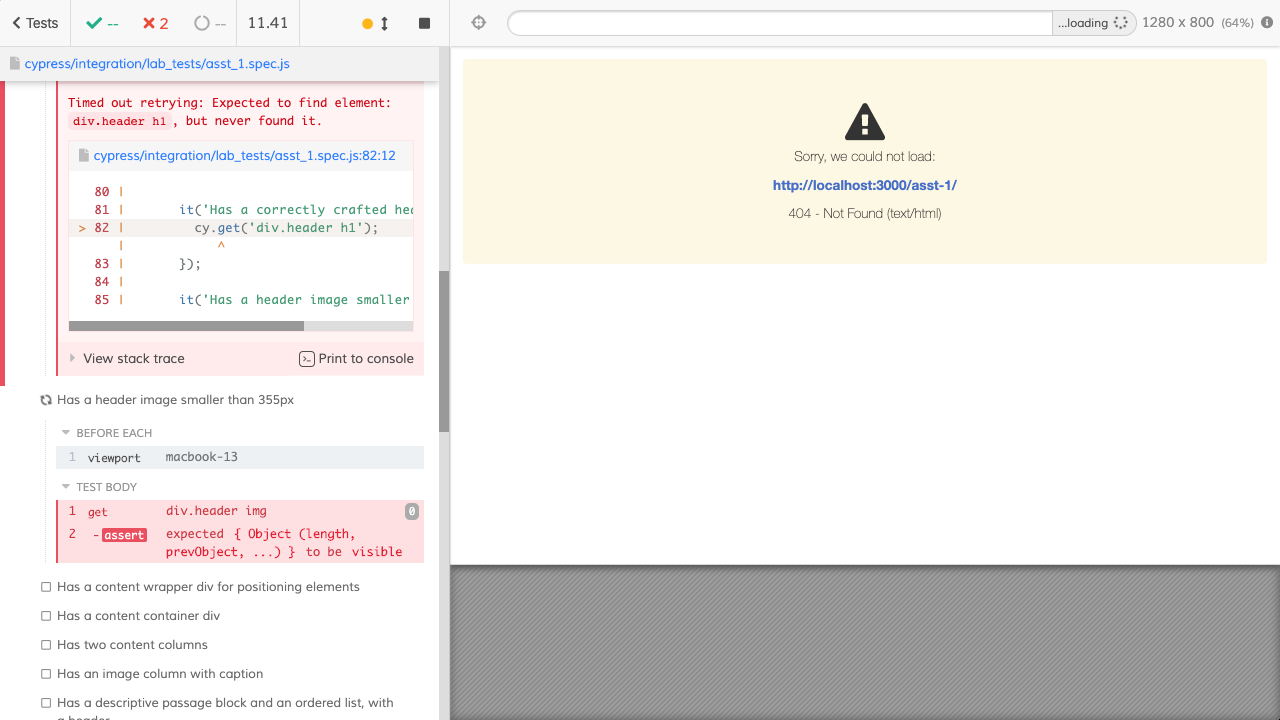 Tests
--
2
--
11.41
...loading
1280 x 800 (64%)
cypress/integration/lab_tests/asst_1.spec.js
Timed out retrying: Expected to find element:
div.header h1, but never found it.
cypress/integration/lab_tests/asst_1.spec.js:82:12
80 |
81 | it('Has a correctly crafted hea
> 82 | cy.get('div.header h1');
| ^
83 | });
84 |
85 | it('Has a header image smaller
View stack trace
Print to console
Has a header image smaller than 355px
BEFORE EACH
1 viewport macbook-13
TEST BODY
1 get div.header img 0
2 -assert expected { Object (length,
prevObject, ...) } to be visible
Has a content wrapper div for positioning elements
Has a content container div
Has two content columns
Has an image column with caption
Has a descriptive passage block and an ordered list, with
a header
Sorry, we could not load:
http://localhost:3000/asst-1/
404 - Not Found (text/html)